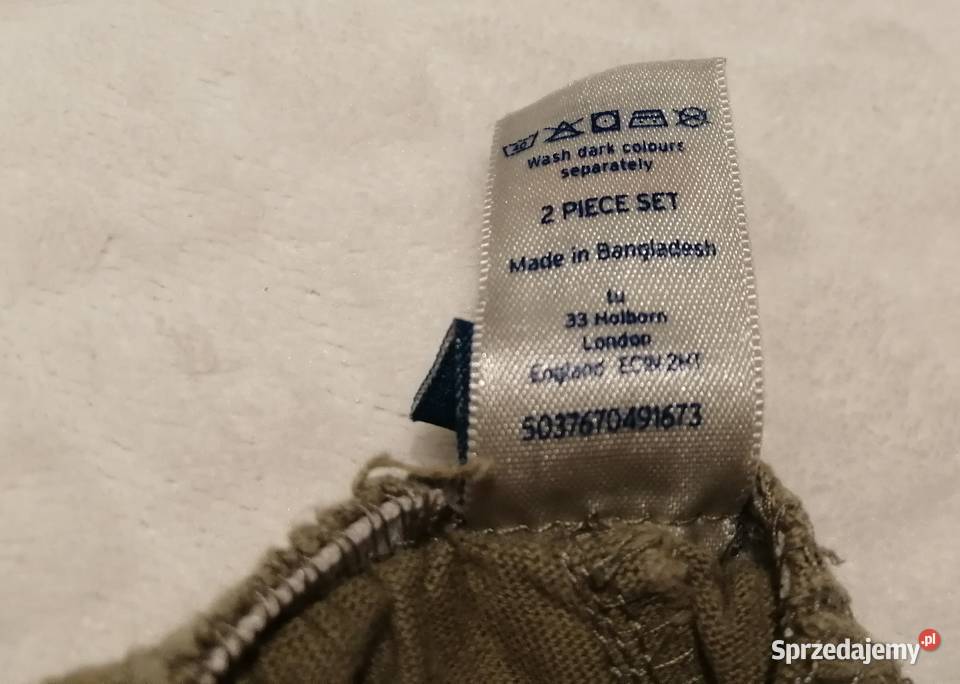 40
Wash dark colours
separately
2 PIECE SET
Made in Bangladesh
tu
33 Holborn
London
England EC1N 2HT
5037670491673
Sprzedajemy.pl